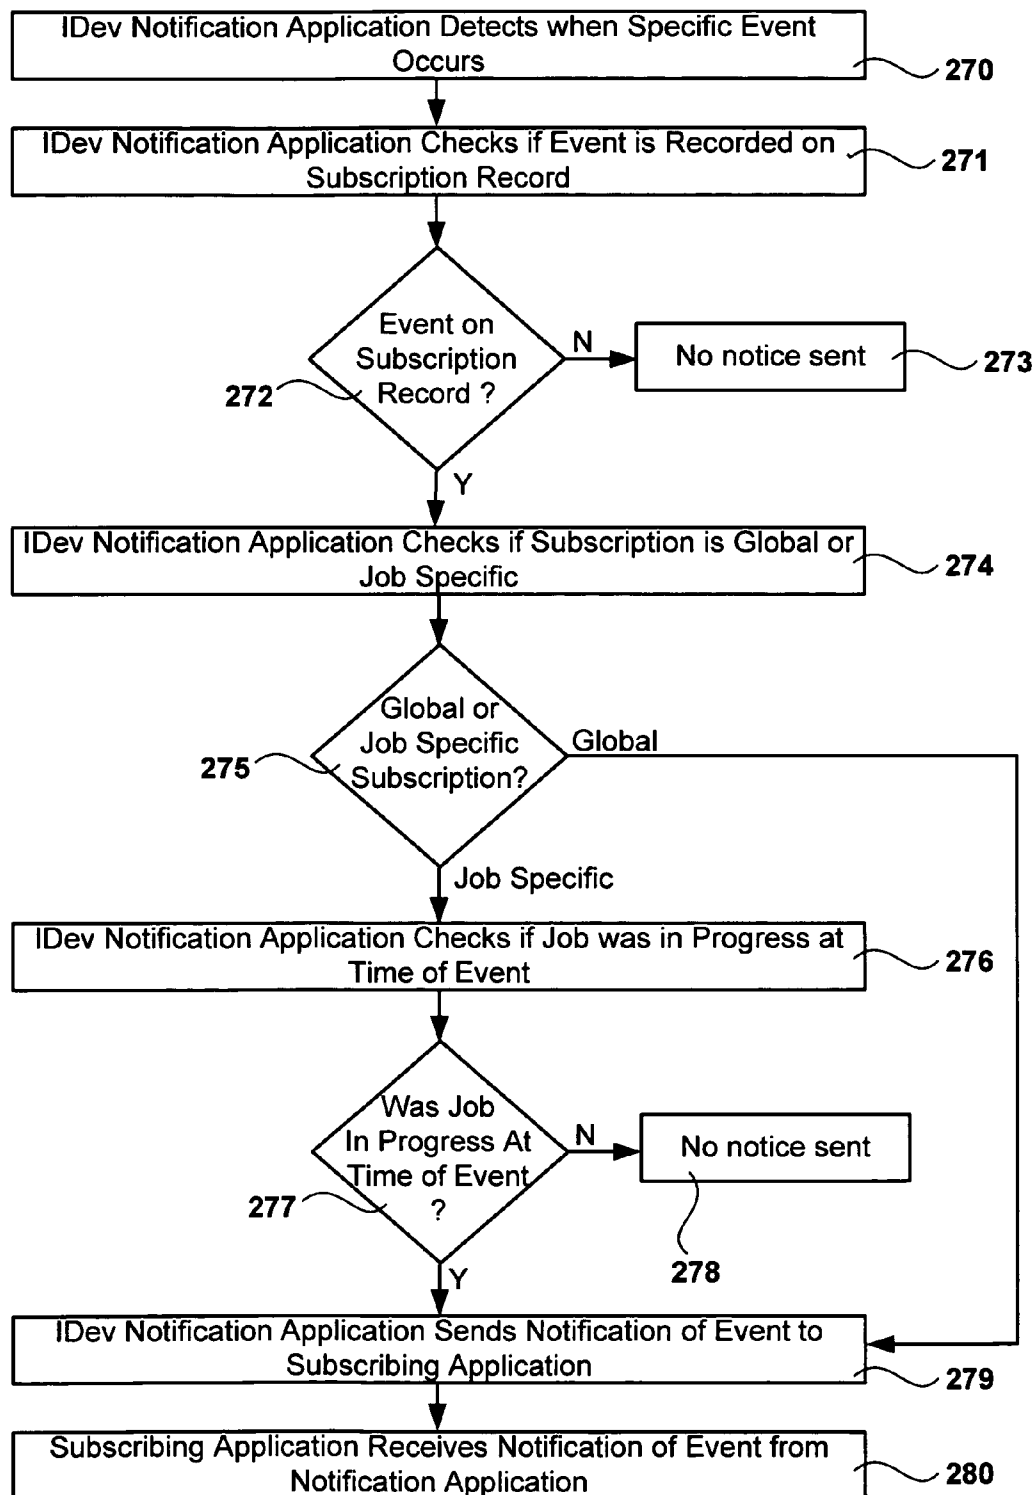 IDev Notification Application Detects when Specific Event
Occurs
270
IDev Notification Application Checks if Event is Recorded on
Subscription Record
271
Event on
Subscription
Record ?
272
N
No notice sent
273
Y
IDev Notification Application Checks if Subscription is Global or
Job Specific
274
Global or
Job Specific
Subscription?
275
Global
Job Specific
IDev Notification Application Checks if Job was in Progress at
Time of Event
276
Was Job
In Progress At
Time of Event
?
277
N
No notice sent
278
Y
IDev Notification Application Sends Notification of Event to
Subscribing Application
279
Subscribing Application Receives Notification of Event from
Notification Application
280